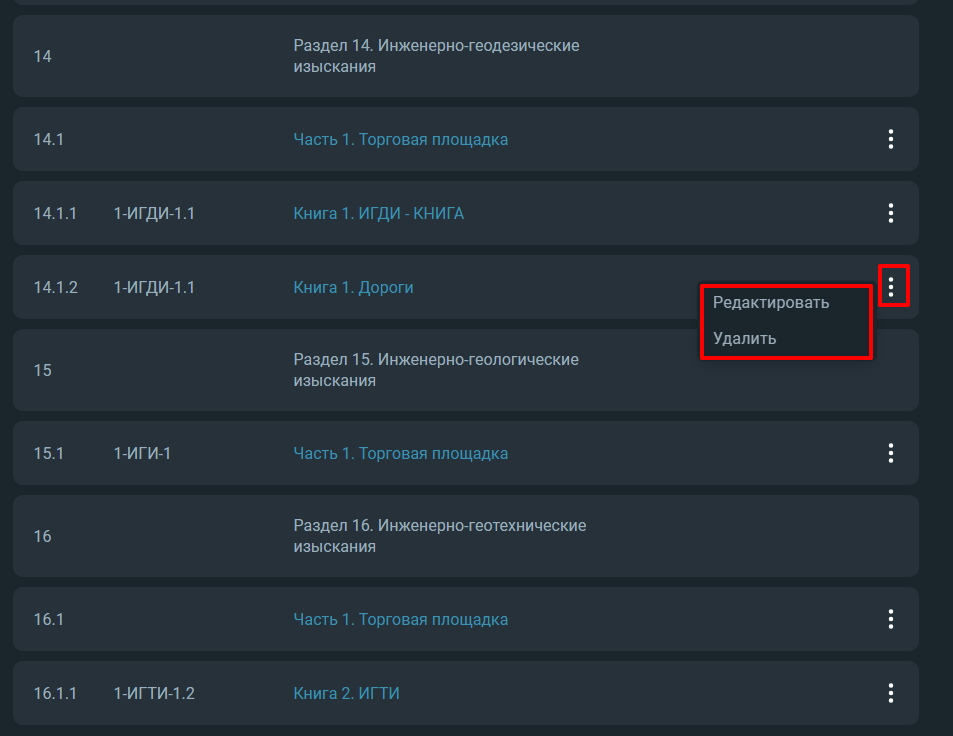 14
Раздел 14. Инженерно-геодезические
изыскания
14.1
Часть 1. Торговая площадка
14.1.1 1-ИГДИ-1.1 Книга 1. ИГДИ - КНИГА
14.1.2 1-ИГДИ-1.1 Книга 1. Дороги
Редактировать
Удалить
15
Раздел 15. Инженерно-геологические
изыскания
15.1 1-ИГИ-1 Часть 1. Торговая площадка
16
Раздел 16. Инженерно-геотехнические
изыскания
16.1 Часть 1. Торговая площадка
16.1.1 1-ИГТИ-1.2 Книга 2. ИГТИ